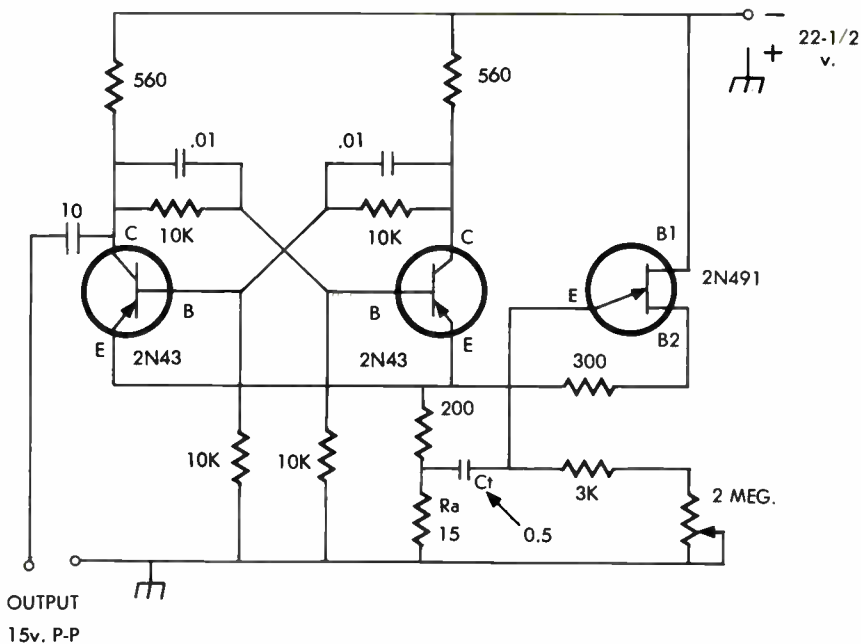 −
22-1/2
+
v.
560
560
.01
.01
10
10K
10K
C
C
B1
2N491
E
B
B
B2
E
2N43
2N43
E
300
200
10K
10K
Ct
3K
2 MEG.
Ra
15
0.5
OUTPUT
15v. P-P